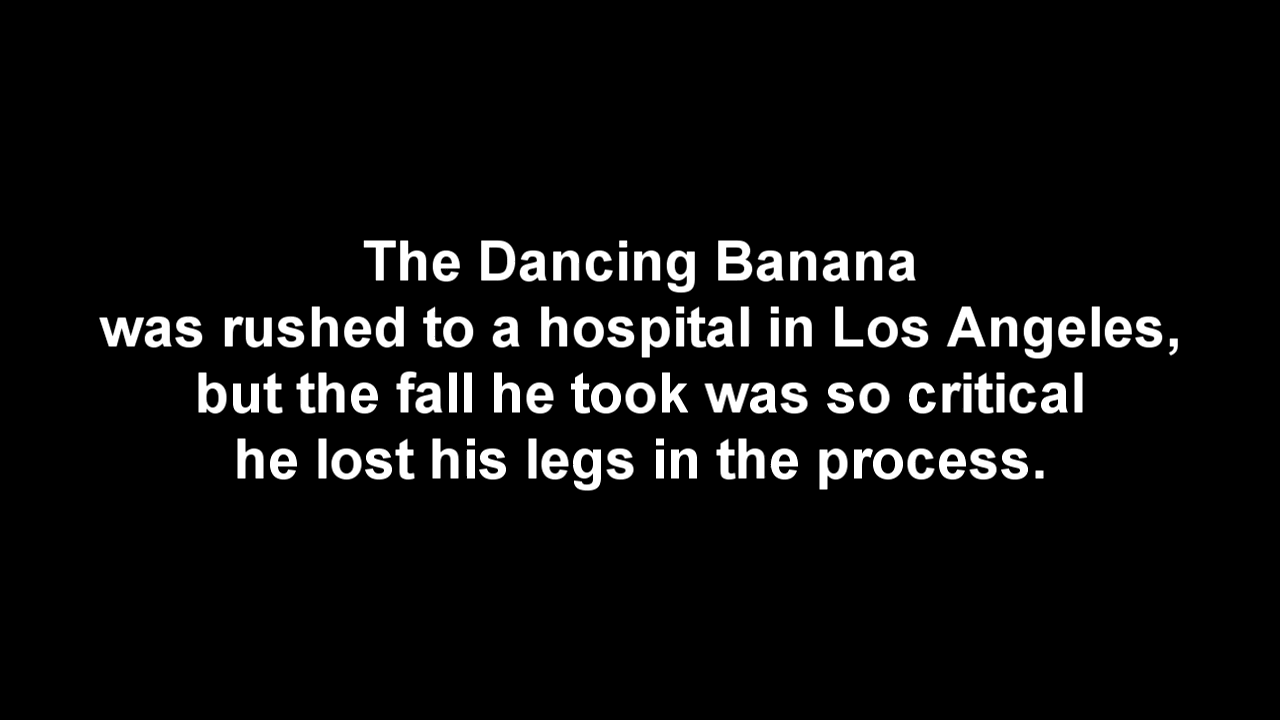 The Dancing Banana
was rushed to a hospital in Los Angeles,
but the fall he took was so critical
he lost his legs in the process.